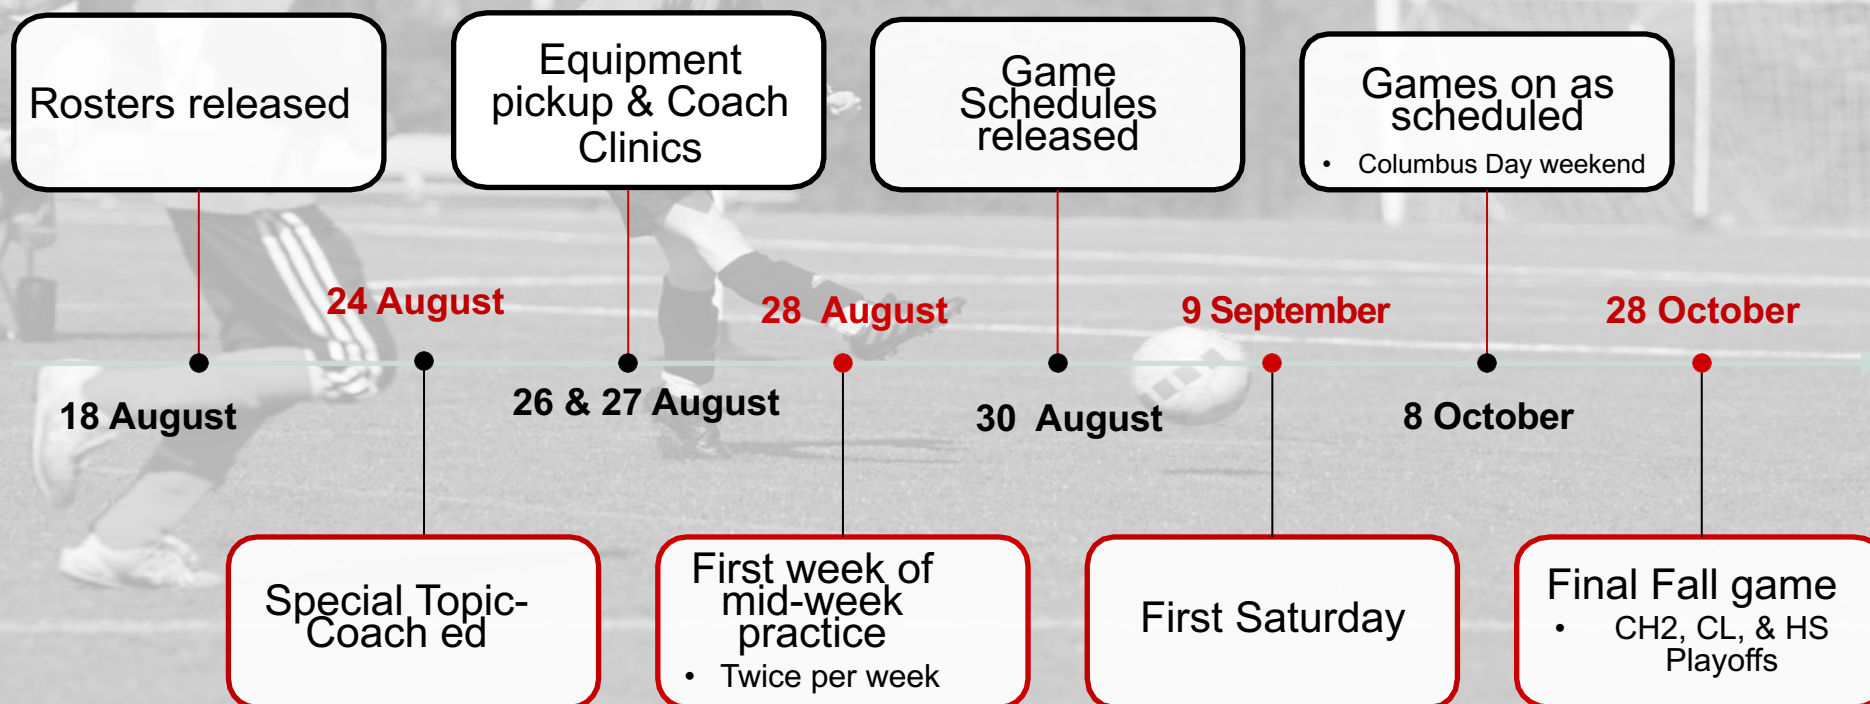 Rosters released
Equipment
pickup & Coach
Clinics
Game
Schedules
released
Games on as
scheduled
• Columbus Day weekend
24 August
28 August
9 September
28 October
18 August
26 & 27 August
30 August
8 October
Special Topic-
Coach ed
First week of
mid-week
practice
• Twice per week
First Saturday
Final Fall game
• CH2, CL, & HS
Playoffs